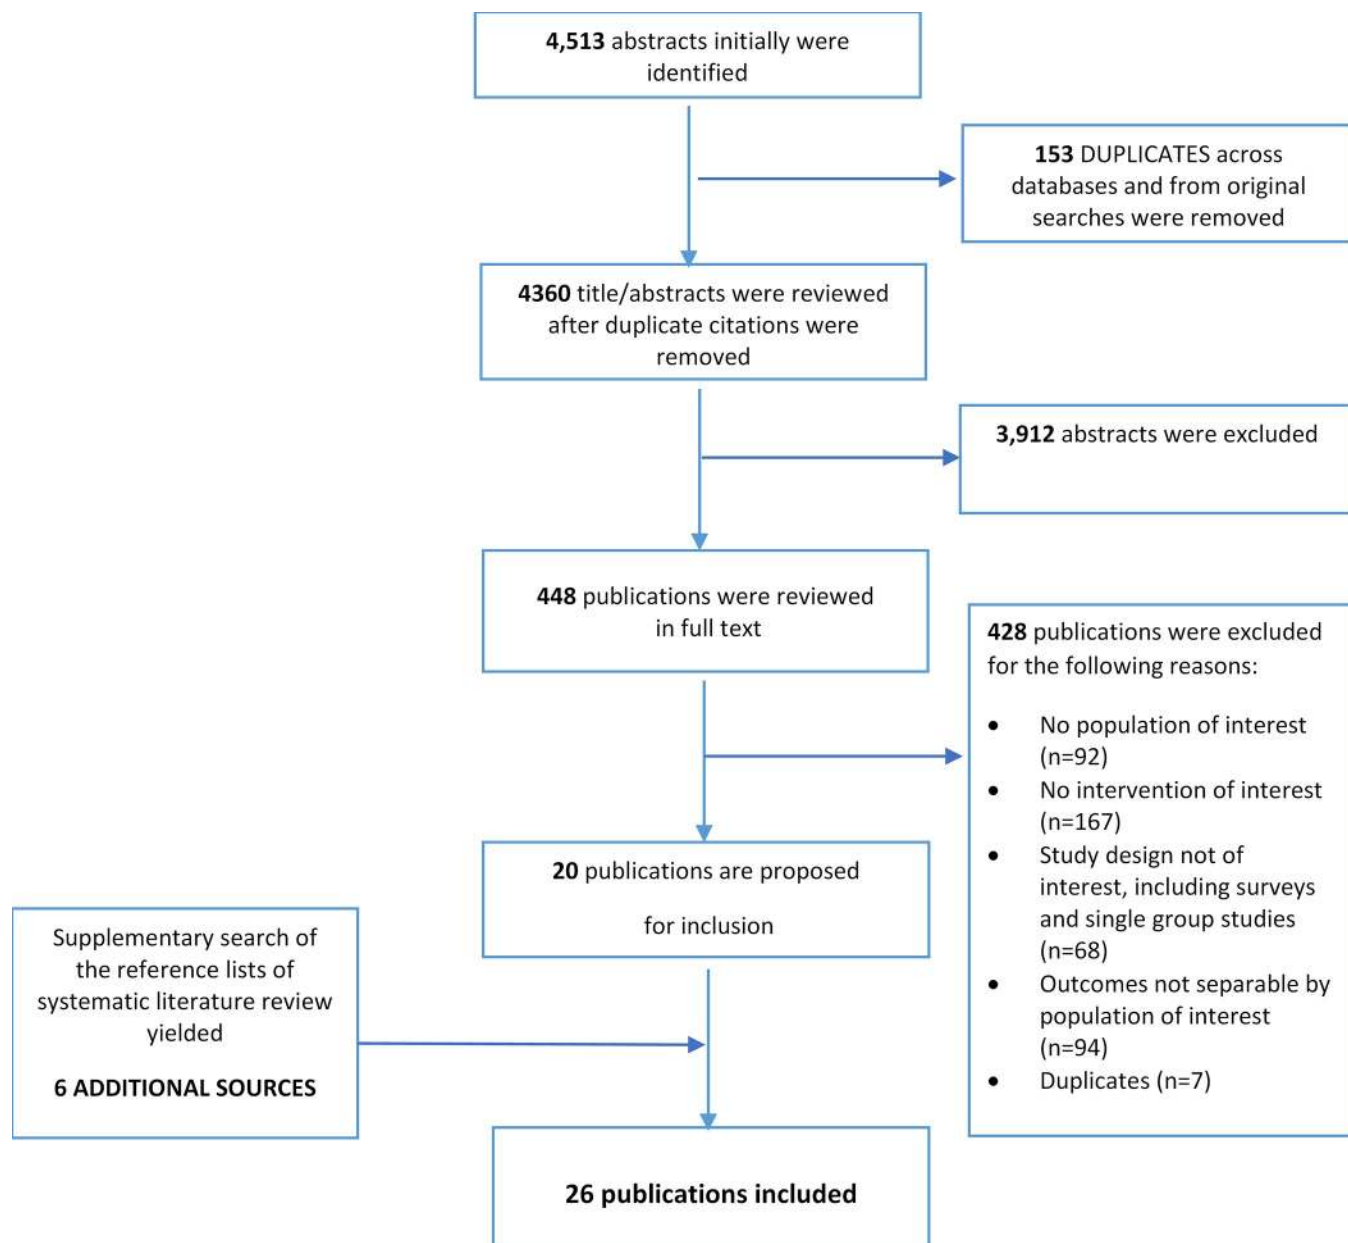 4,513 abstracts initially were
identified
153 DUPLICATES across
databases and from original
searches were removed
4360 title/abstracts were reviewed
after duplicate citations were
removed
3,912 abstracts were excluded
448 publications were reviewed
in full text
428 publications were excluded
for the following reasons:
• No population of interest
(n=92)
• No intervention of interest
(n=167)
• Study design not of
interest, including surveys
and single group studies
(n=68)
• Outcomes not separable by
population of interest
(n=94)
• Duplicates (n=7)
20 publications are proposed
for inclusion
Supplementary search of
the reference lists of
systematic literature review
yielded
6 ADDITIONAL SOURCES
26 publications included